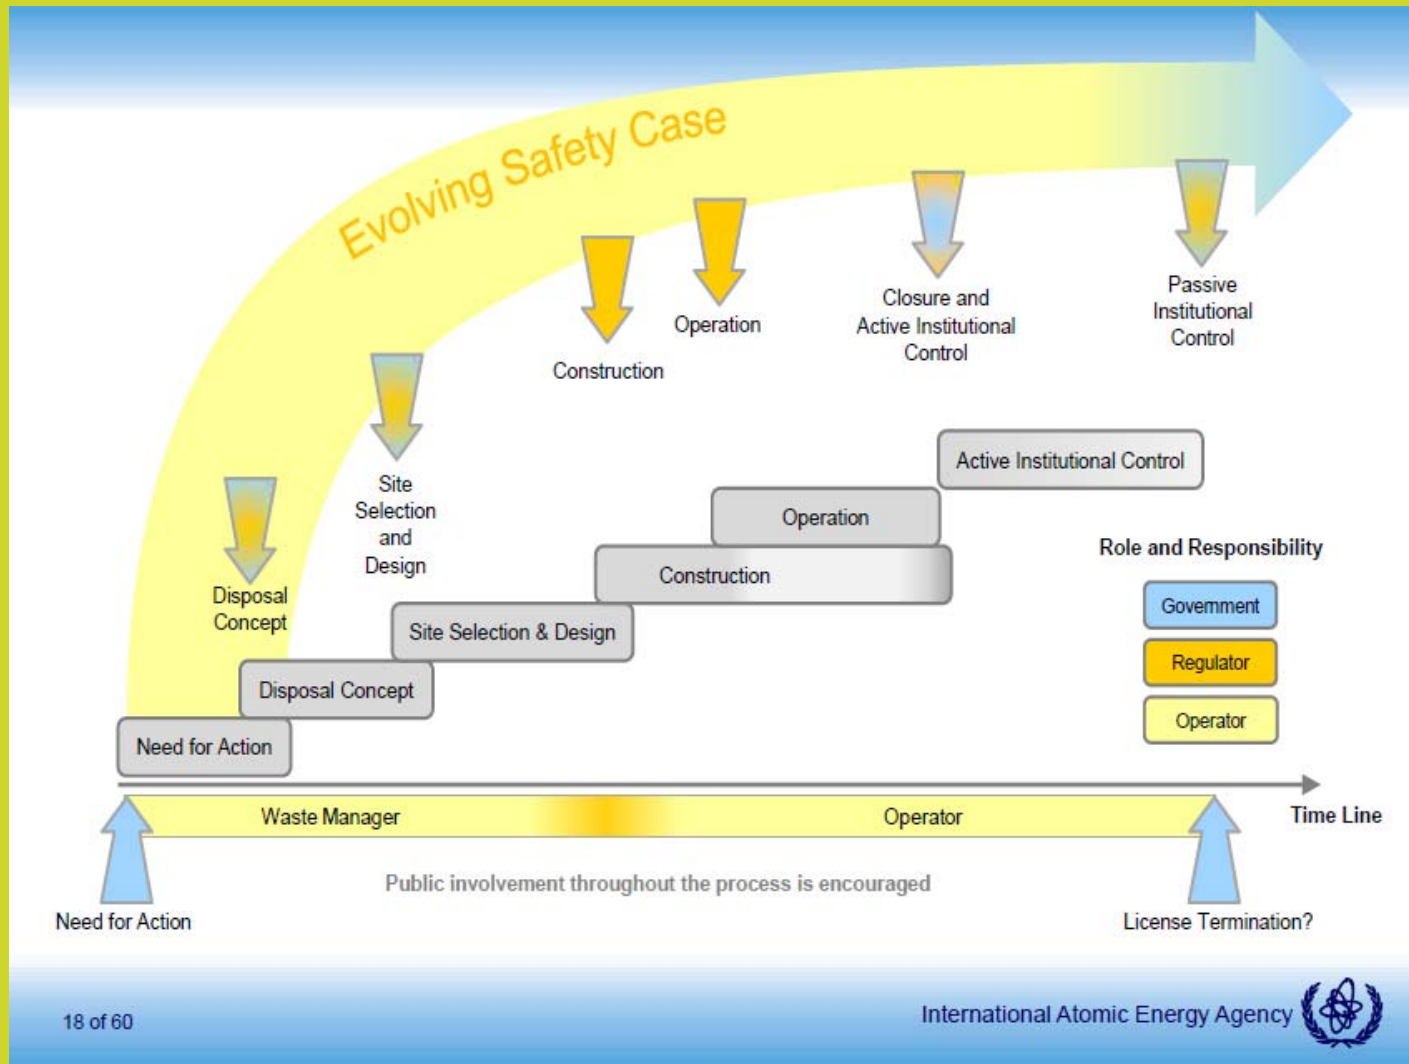 Evolving Safety Case
Passive
Institutional
Control
Closure and
Active Institutional
Control
Operation
Construction
Site
Selection
and
Design
Disposal
Concept
Active Institutional Control
Operation
Construction
Site Selection & Design
Disposal Concept
Need for Action
Role and Responsibility
Government
Regulator
Operator
Waste Manager
Operator
Time Line
Public involvement throughout the process is encouraged
Need for Action
License Termination?
18 of 60
International Atomic Energy Agency